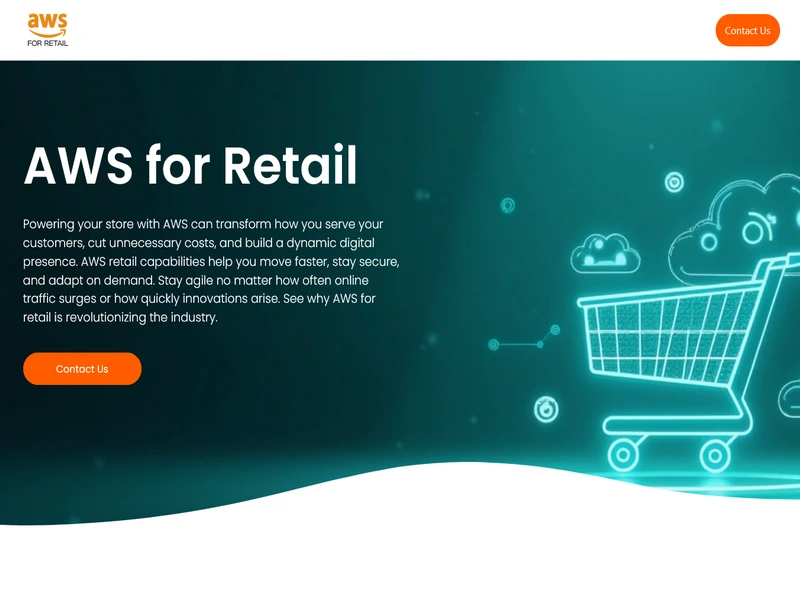 aws
FOR RETAIL
Contact Us
AWS for Retail
Powering your store with AWS can transform how you serve your
customers, cut unnecessary costs, and build a dynamic digital
presence. AWS retail capabilities help you move faster, stay secure,
and adapt on demand. Stay agile no matter how often online
traffic surges or how quickly innovations arise. See why AWS for
retail is revolutionizing the industry.
Contact Us